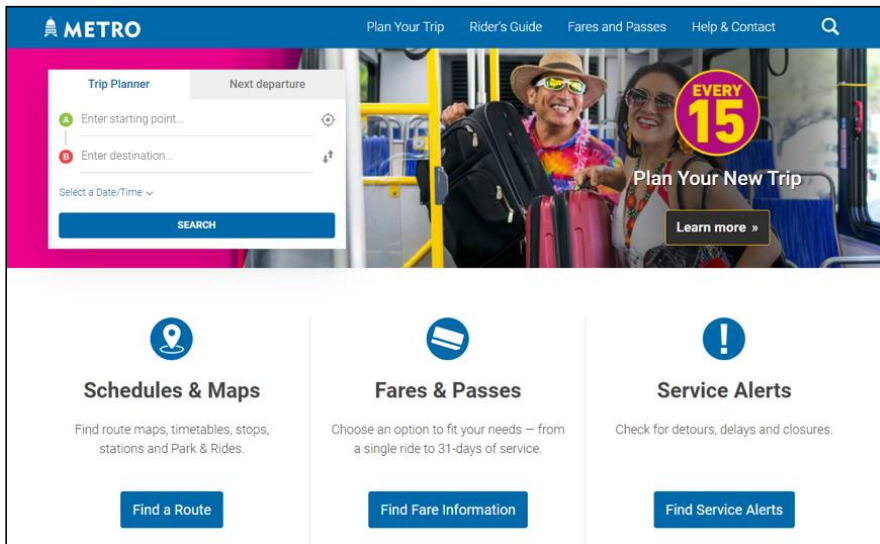 METRO
Plan Your Trip
Rider's Guide
Fares and Passes
Help & Contact
Trip Planner
Next departure
A Enter starting point...
B Enter destination...
Select a Date/Time
SEARCH
EVERY
15
Plan Your New Trip
Learn more »
Schedules & Maps
Find route maps, timetables, stops,
stations and Park & Rides.
Find a Route
Fares & Passes
Choose an option to fit your needs — from
a single ride to 31-days of service.
Find Fare Information
Service Alerts
Check for detours, delays and closures.
Find Service Alerts